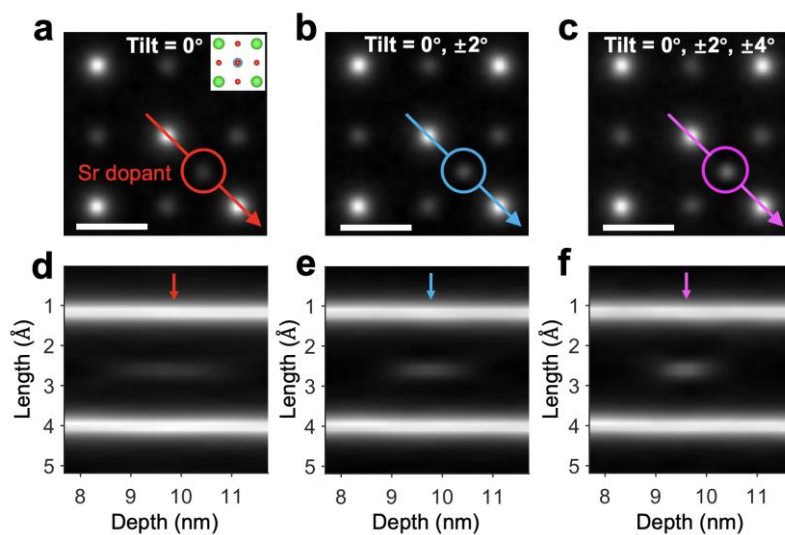 a
Tilt = 0°
b
Tilt = 0°, ±2°
c
Tilt = 0°, ±2°, ±4°
Sr dopant
d
e
f
Length (Å)
1
2
3
4
5
8 9 10 11
Depth (nm)
Length (Å)
1
2
3
4
5
8 9 10 11
Depth (nm)
Length (Å)
1
2
3
4
5
8 9 10 11
Depth (nm)